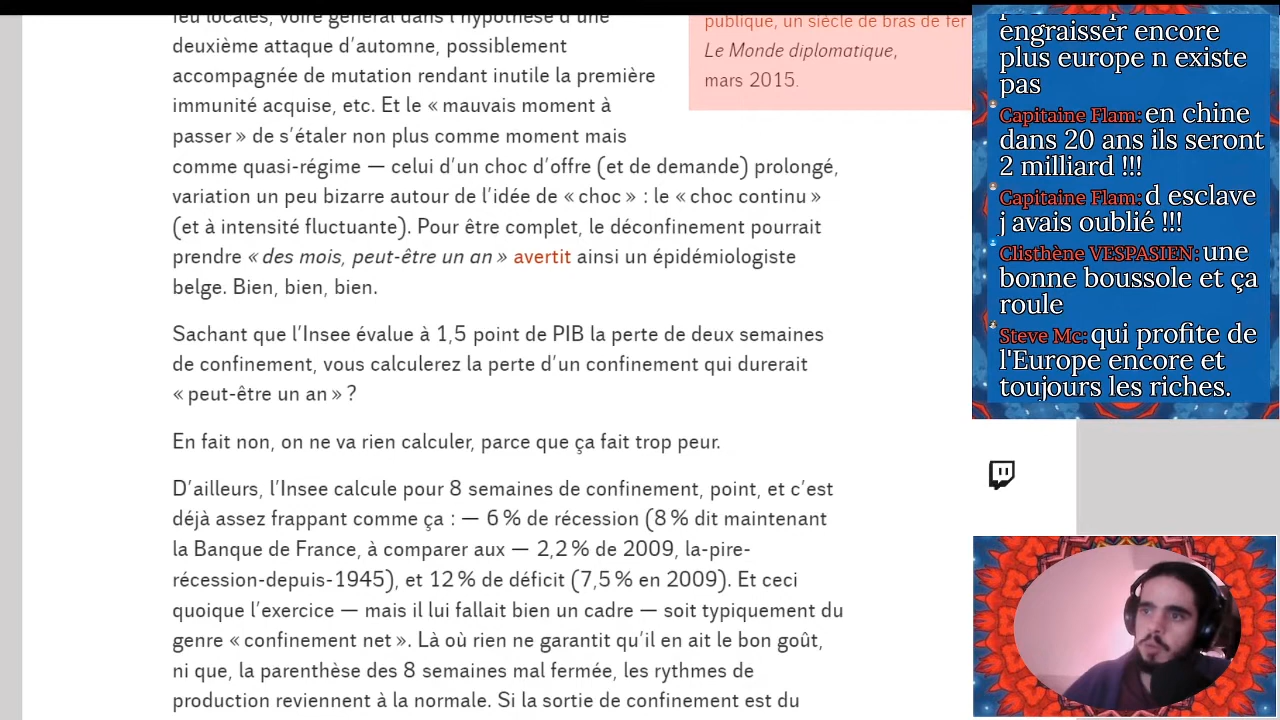 feu locales, voire général dans l'hypothèse d'une
deuxième attaque d'automne, possiblement
accompagnée de mutation rendant inutile la première
immunité acquise, etc. Et le « mauvais moment à
passer » de s'étaler non plus comme moment mais
comme quasi-régime — celui d'un choc d'offre (et de demande) prolongé,
variation un peu bizarre autour de l'idée de « choc » : le « choc continu »
(et à intensité fluctuante). Pour être complet, le déconfinement pourrait
prendre « des mois, peut-être un an » avertit ainsi un épidémiologiste
belge. Bien, bien, bien.
Sachant que l'Insee évalue à 1,5 point de PIB la perte de deux semaines
de confinement, vous calculerez la perte d'un confinement qui durerait
« peut-être un an » ?
En fait non, on ne va rien calculer, parce que ça fait trop peur.
D'ailleurs, l'Insee calcule pour 8 semaines de confinement, point, et c'est
déjà assez frappant comme ça : — 6 % de récession (8 % dit maintenant
la Banque de France, à comparer aux — 2,2 % de 2009, la-pire-
récession-depuis-1945), et 12 % de déficit (7,5 % en 2009). Et ceci
quoique l'exercice — mais il lui fallait bien un cadre — soit typiquement du
genre « confinement net ». Là où rien ne garantit qu'il en ait le bon goût,
ni que, la parenthèse des 8 semaines mal fermée, les rythmes de
production reviennent à la normale. Si la sortie de confinement est du
publique, un siècle de bras de fer
Le Monde diplomatique,
mars 2015.
engraisser encore
plus europe n existe
pas
Capitaine Flam: en chine
dans 20 ans ils seront
2 milliard !!!
Capitaine Flam: d esclave
j avais oublié !!!
Clisthène VESPASIEN: une
bonne boussole et ça
roule
Steve Mc: qui profite de
l'Europe encore et
toujours les riches.